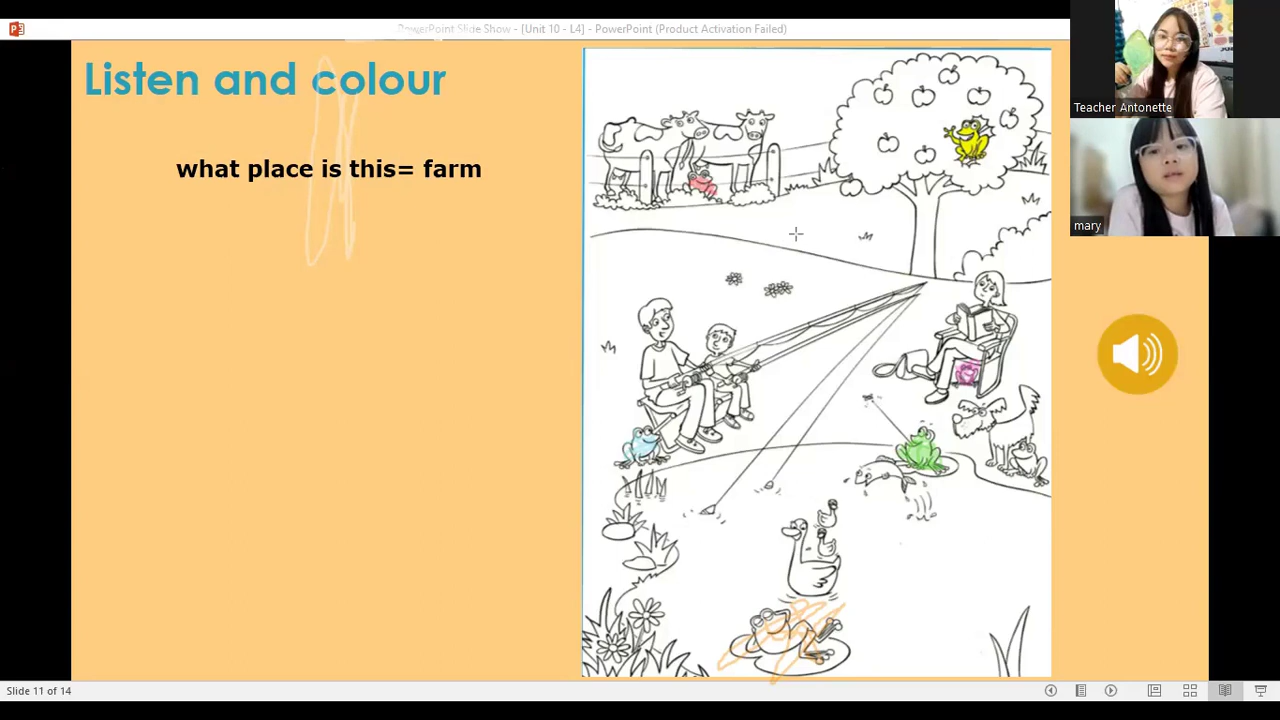 PowerPoint Slide Show - [Unit 10 - L4] - PowerPoint (Product Activation Failed)
Listen and colour
what place is this= farm
Teacher Antonette
mary
Slide 11 of 14